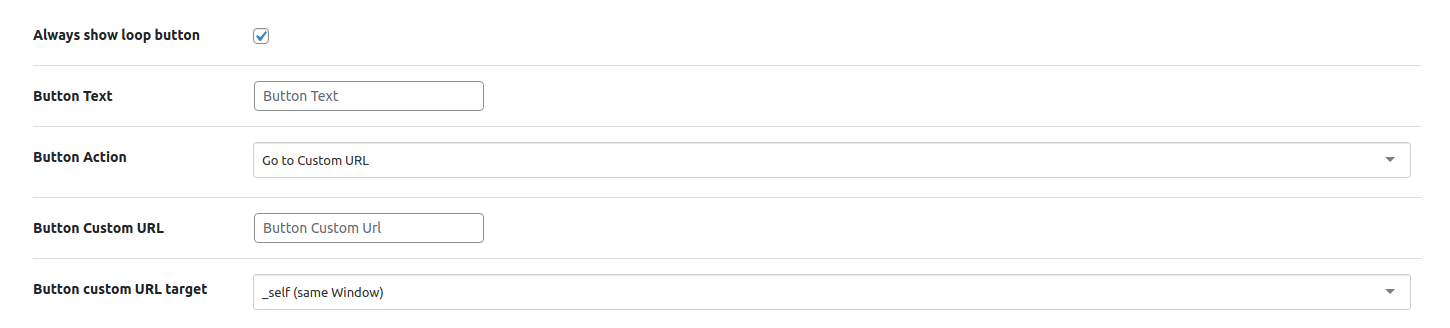 Always show loop button
Button Text
Button Text
Button Action
Go to Custom URL
Button Custom URL
Button Custom Url
Button custom URL target
_self (same Window)